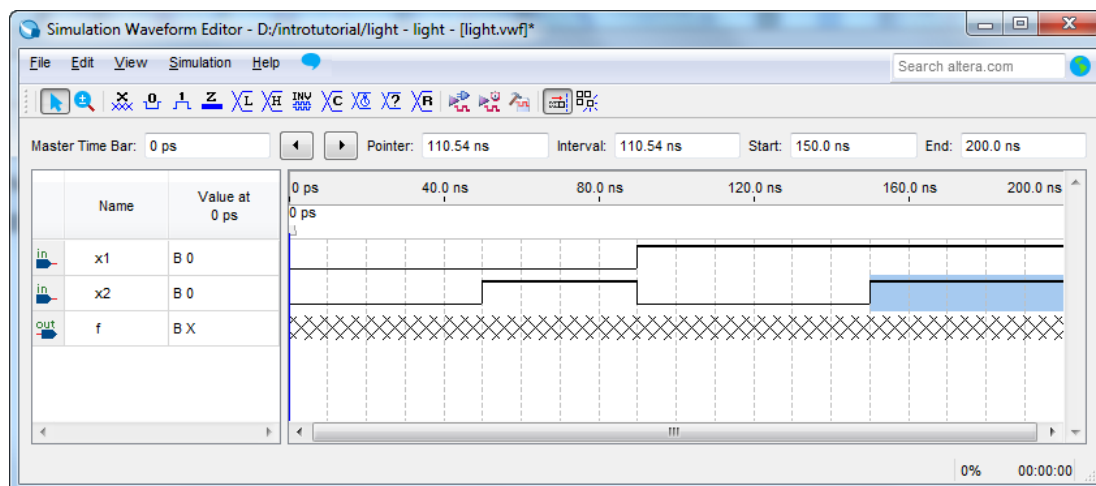 Simulation Waveform Editor - D:/introtutorial/light - light - [light.vwf]*
File Edit View Simulation Help Search altera.com
0 1 Z L H INV C ? R
Master Time Bar: 0 ps Pointer: 110.54 ns Interval: 110.54 ns Start: 150.0 ns End: 200.0 ns
Name Value at 0 ps
0 ps 40.0 ns 80.0 ns 120.0 ns 160.0 ns 200.0 ns
0 ps
in x1 B 0
in x2 B 0
out f B X
0% 00:00:00